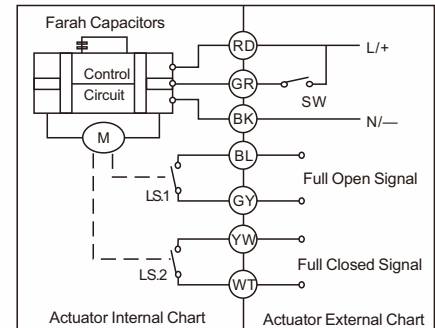 Farah Capacitors
Control
Circuit
M
RD
GR
BK
BL
GY
YW
WT
L/+
SW
N/—
LS.1
LS.2
Full Open Signal
Full Closed Signal
Actuator Internal Chart
Actuator External Chart